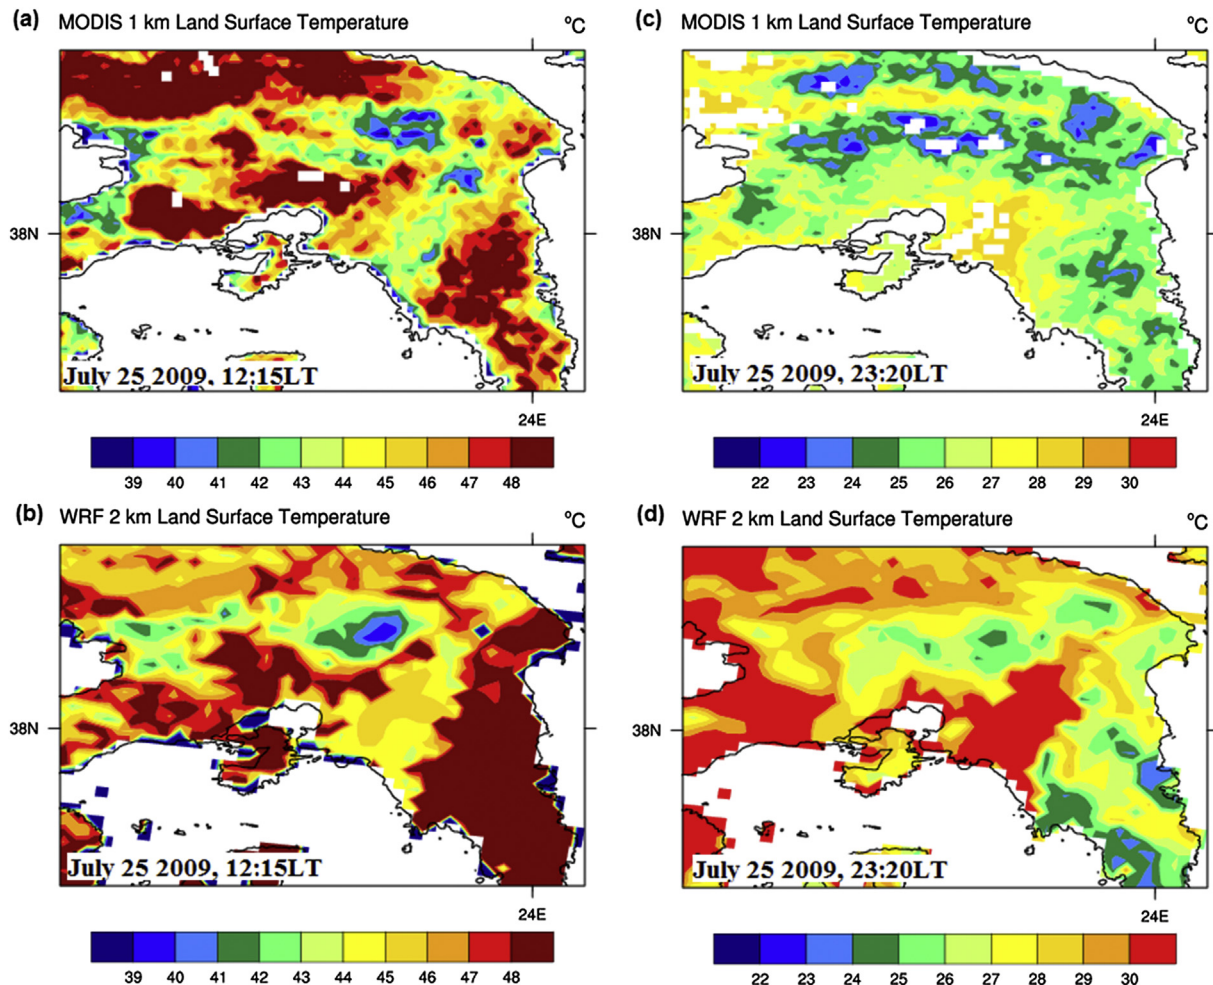 (a) MODIS 1 km Land Surface Temperature ºC
38N
July 25 2009, 12:15LT
24E
39 40 41 42 43 44 45 46 47 48
(c) MODIS 1 km Land Surface Temperature ºC
38N
July 25 2009, 23:20LT
24E
22 23 24 25 26 27 28 29 30
(b) WRF 2 km Land Surface Temperature ºC
38N
July 25 2009, 12:15LT
24E
39 40 41 42 43 44 45 46 47 48
(d) WRF 2 km Land Surface Temperature ºC
38N
July 25 2009, 23:20LT
24E
22 23 24 25 26 27 28 29 30